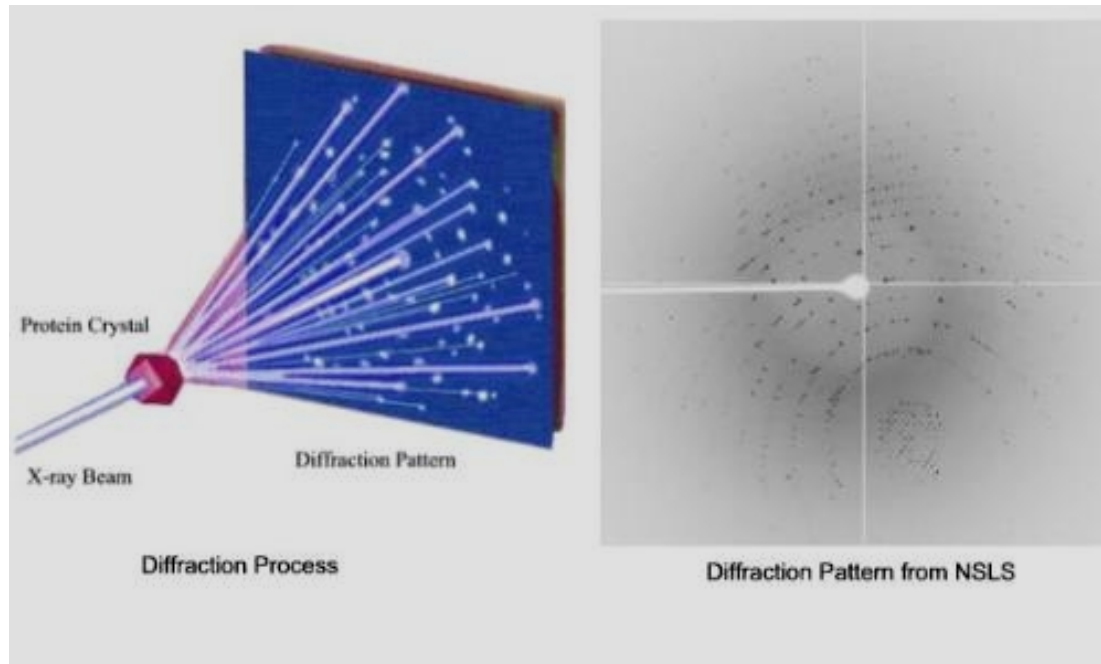 Protein Crystal
X-ray Beam
Diffraction Pattern
Diffraction Process
Diffraction Pattern from NSLS